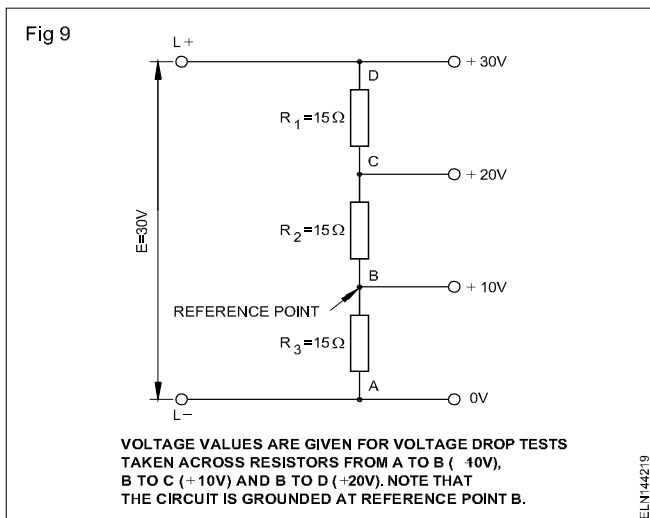 Fig 9
L+
+ 30V
D
R1=15Ω
C
+ 20V
E=30V
R2=15Ω
B
+ 10V
REFERENCE POINT
R3=15Ω
A
0V
L−
VOLTAGE VALUES ARE GIVEN FOR VOLTAGE DROP TESTS
TAKEN ACROSS RESISTORS FROM A TO B ( -10V),
B TO C (+10V) AND B TO D (+20V). NOTE THAT
THE CIRCUIT IS GROUNDED AT REFERENCE POINT B.
ELN144219